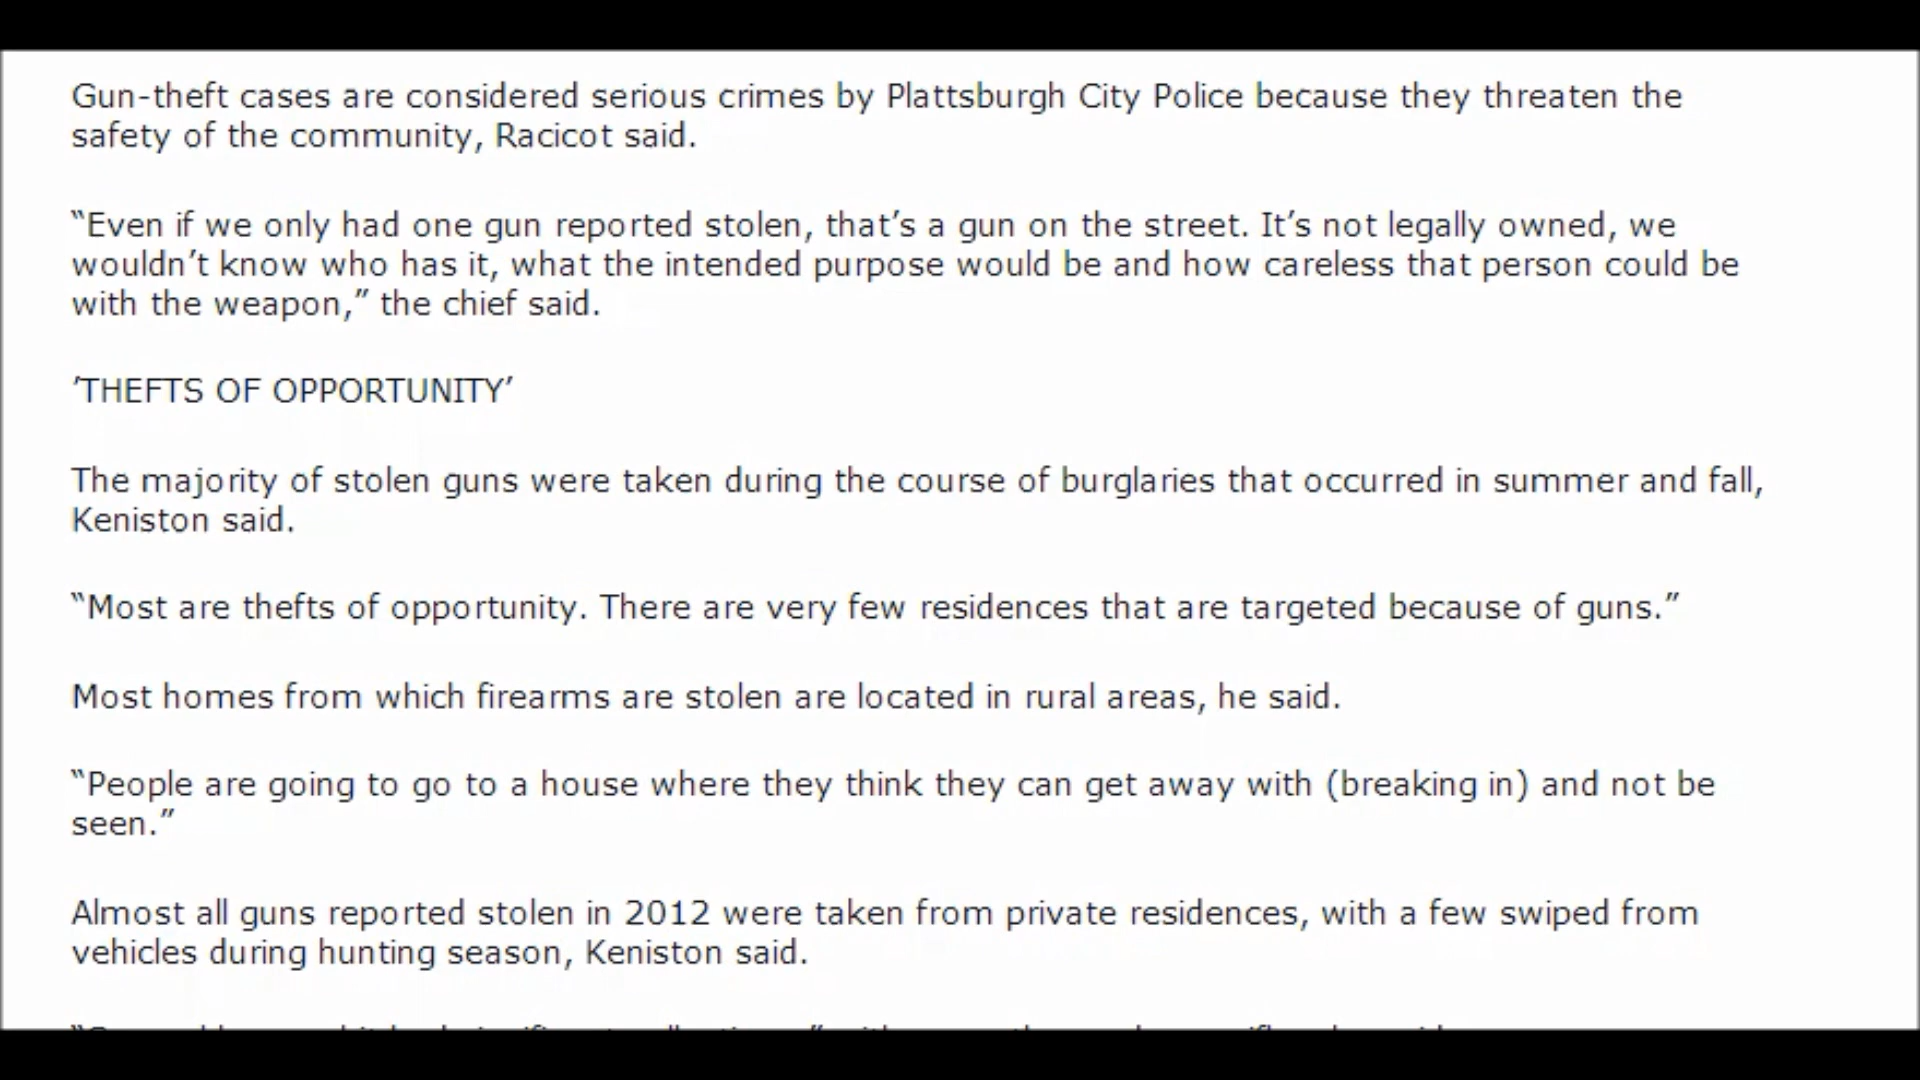 Gun-theft cases are considered serious crimes by Plattsburgh City Police because they threaten the
safety of the community, Racicot said.
“Even if we only had one gun reported stolen, that’s a gun on the street. It’s not legally owned, we
wouldn’t know who has it, what the intended purpose would be and how careless that person could be
with the weapon,” the chief said.
’THEFTS OF OPPORTUNITY’
The majority of stolen guns were taken during the course of burglaries that occurred in summer and fall,
Keniston said.
“Most are thefts of opportunity. There are very few residences that are targeted because of guns.”
Most homes from which firearms are stolen are located in rural areas, he said.
“People are going to go to a house where they think they can get away with (breaking in) and not be
seen.”
Almost all guns reported stolen in 2012 were taken from private residences, with a few swiped from
vehicles during hunting season, Keniston said.